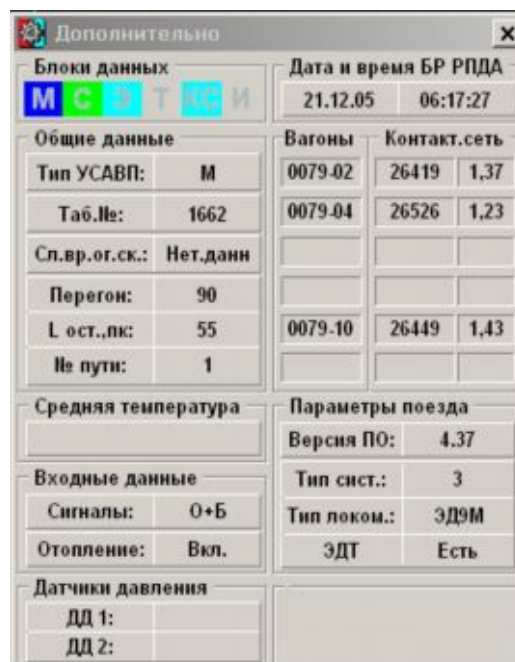 Дополнительно
Блоки данных
М С Э Т КС И
Дата и время БР РПДА
21.12.05 06:17:27
Общие данные
Тип УСАВП: М
Таб.№: 1662
Сл.вр.ог.ск.: Нет.данн
Перегон: 90
L ост.,пк: 55
№ пути: 1
Вагоны Контакт.сеть
0079-02 26419 1,37
0079-04 26526 1,23
0079-10 26449 1,43
Средняя температура
Входные данные
Сигналы: О+Б
Отопление: Вкл.
Параметры поезда
Версия ПО: 4.37
Тип сист.: 3
Тип локом.: ЭД9М
ЭДТ Есть
Датчики давления
ДД 1:
ДД 2: